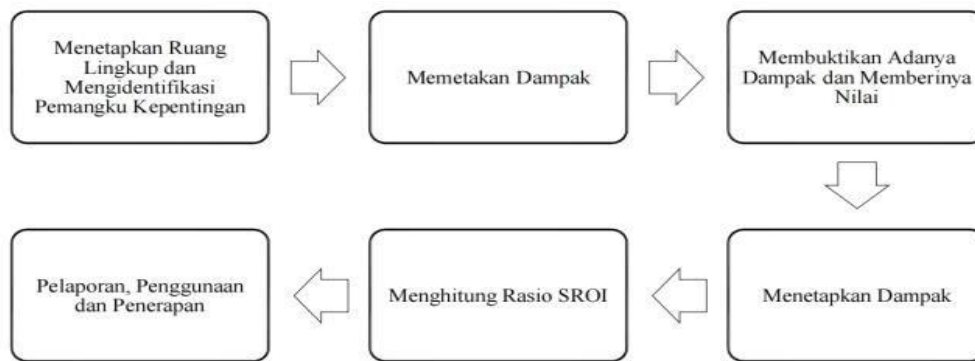 Menetapkan Ruang
Lingkup dan
Mengidentifikasi
Pemangku Kepentingan
Memetakan Dampak
Membuktikan Adanya
Dampak dan Memberinya
Nilai
Menetapkan Dampak
Menghitung Rasio SROI
Pelaporan, Penggunaan
dan Penerapan